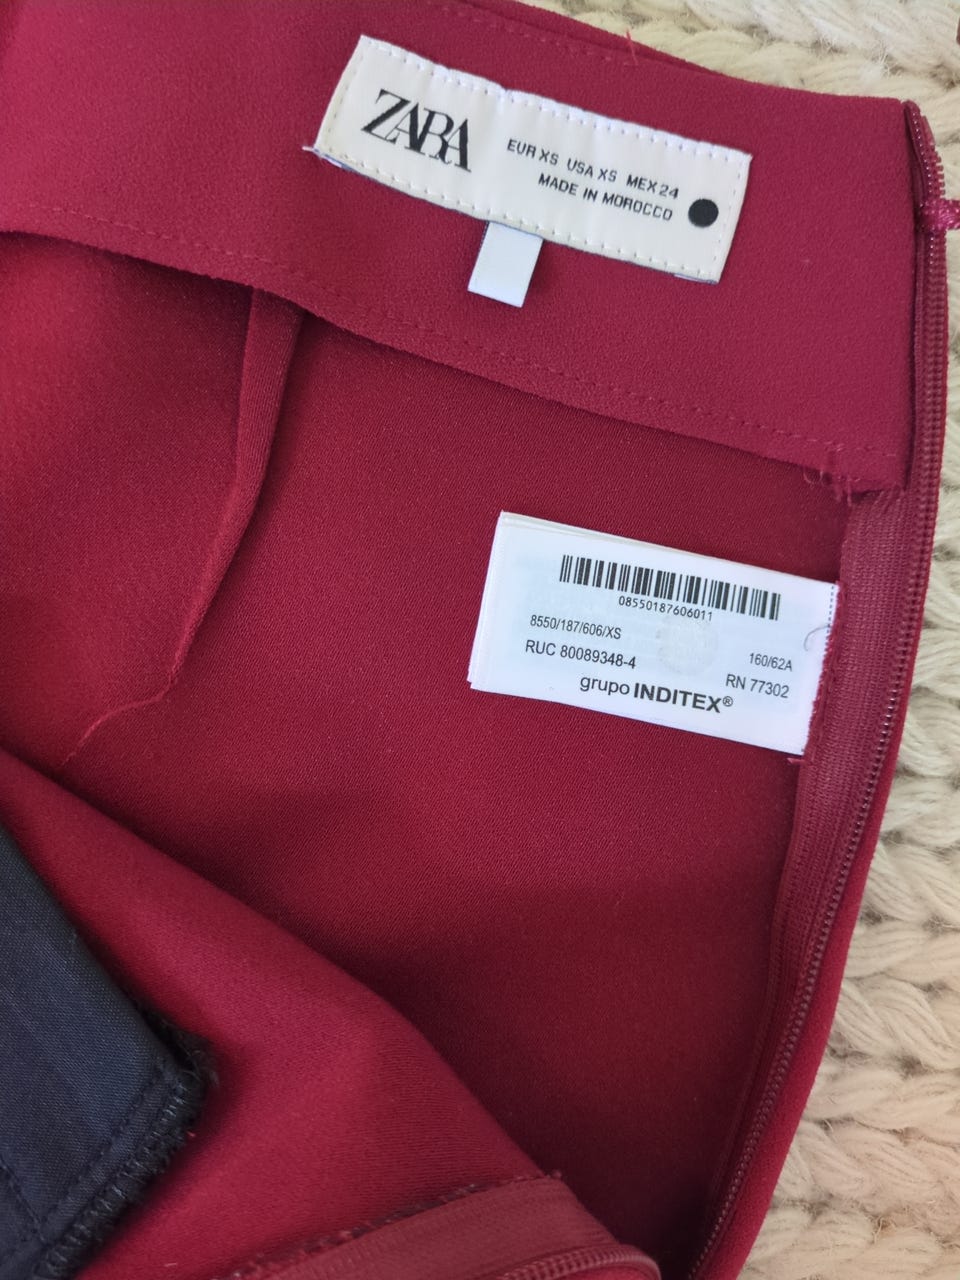 ZARA
EUR XS USA XS MEX 24
MADE IN MOROCCO
08550187606011
8550/187/606/XS
160/62A
RUC 80089348-4
RN 77302
grupo INDITEX®